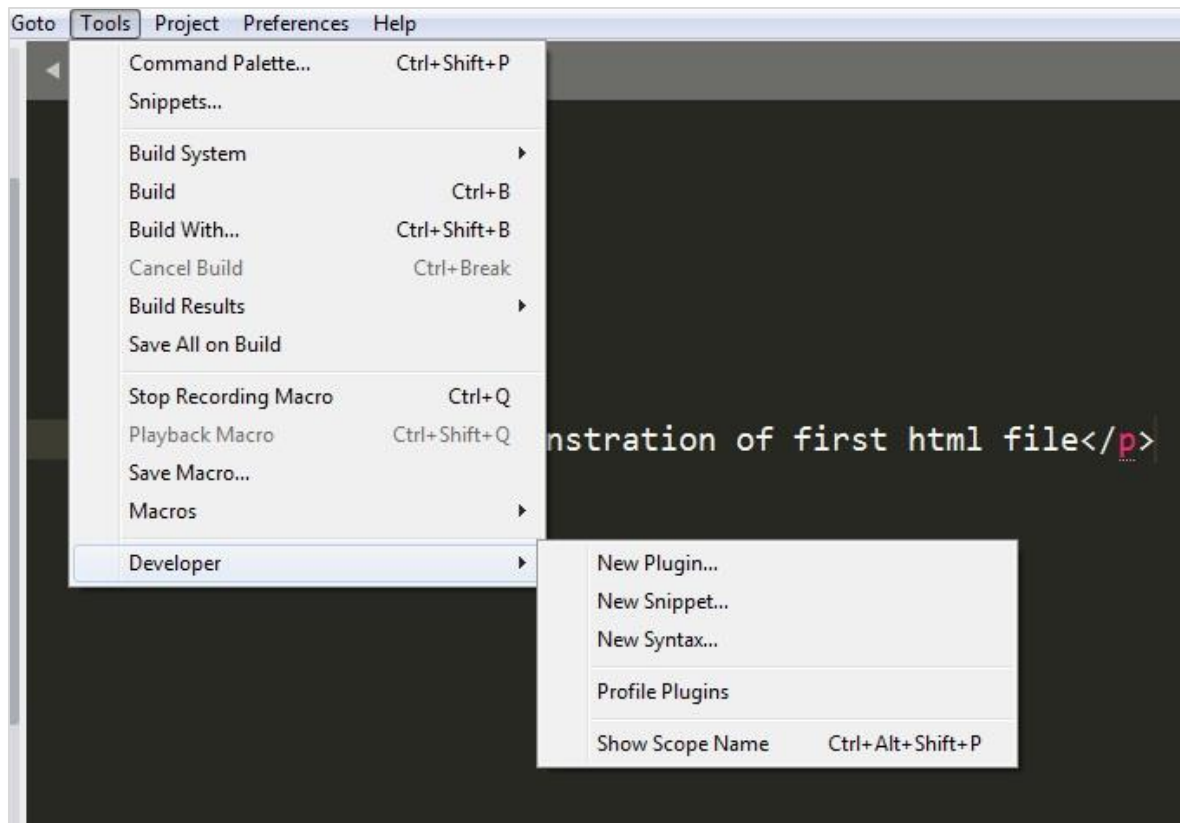 Goto Tools Project Preferences Help
Command Palette... Ctrl+Shift+P
Snippets...
Build System
Build Ctrl+B
Build With... Ctrl+Shift+B
Cancel Build Ctrl+Break
Build Results
Save All on Build
Stop Recording Macro Ctrl+Q
Playback Macro Ctrl+Shift+Q
nstration of first html file</p>
Save Macro...
Macros
Developer
New Plugin...
New Snippet...
New Syntax...
Profile Plugins
Show Scope Name Ctrl+Alt+Shift+P